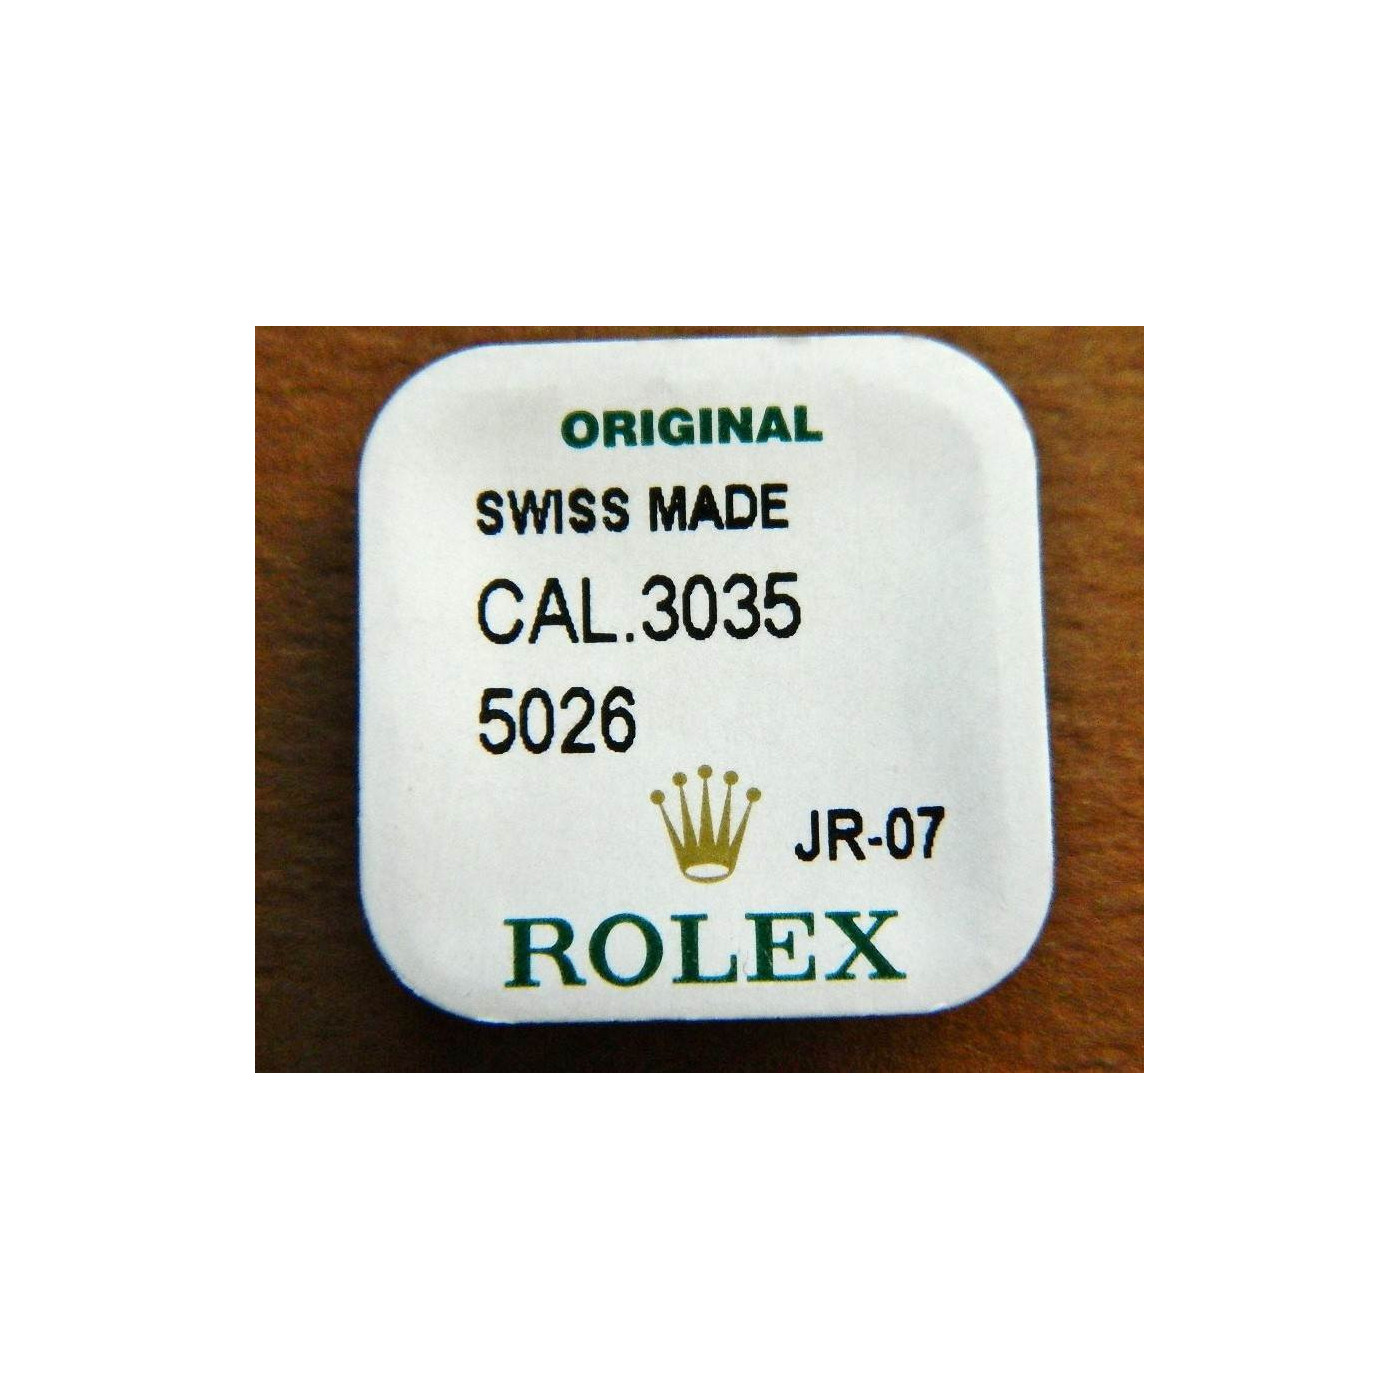 ORIGINAL
SWISS MADE
CAL.3035
5026
JR-07
ROLEX